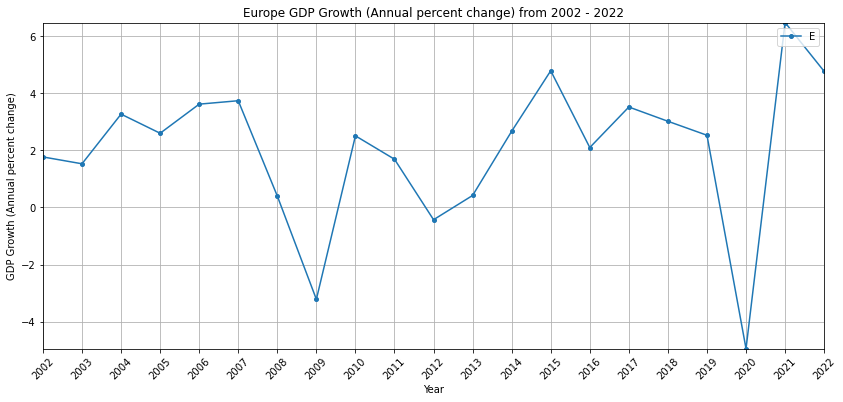 Europe GDP Growth (Annual percent change) from 2002 - 2022
E
GDP Growth (Annual percent change)
6
4
2
0
−2
−4
2002 2003 2004 2005 2006 2007 2008 2009 2010 2011 2012 2013 2014 2015 2016 2017 2018 2019 2020 2021 2022
Year